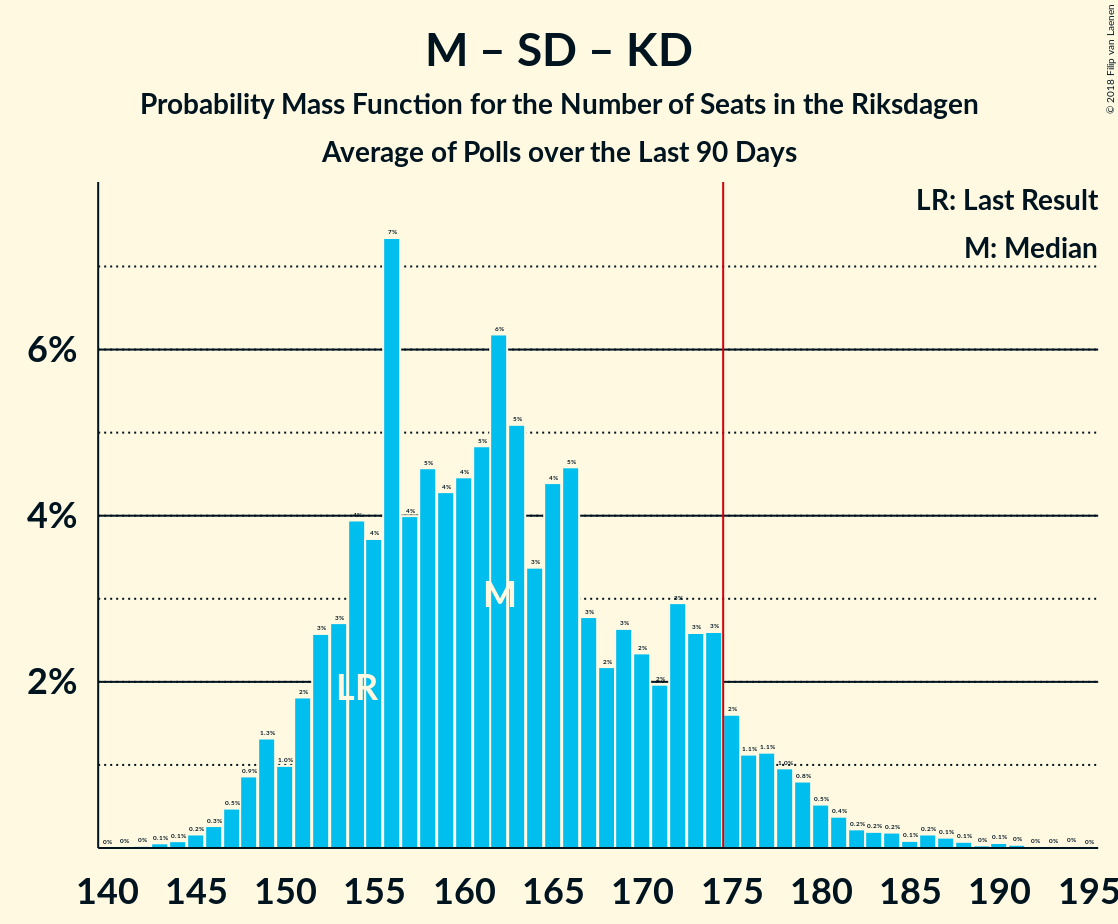 M – SD – KD
Probability Mass Function for the Number of Seats in the Riksdagen
Average of Polls over the Last 90 Days
© 2018 Filip van Laenen
LR: Last Result
M: Median
6%
4%
2%
0% 0% 0% 0.1% 0.1% 0.2% 0.3% 0.5% 0.9% 1.3% 1.0% 2% 3% 3% 4% 4% 7% 4% 5% 4% 4% 5% 6% 5% 3% 4% 5% 3% 2% 3% 2% 2% 3% 3% 3% 2% 1.1% 1.1% 1.0% 0.8% 0.5% 0.4% 0.2% 0.2% 0.2% 0.1% 0.2% 0.1% 0.1% 0% 0.1% 0% 0% 0% 0% 0%
M
LR
140 145 150 155 160 165 170 175 180 185 190 195